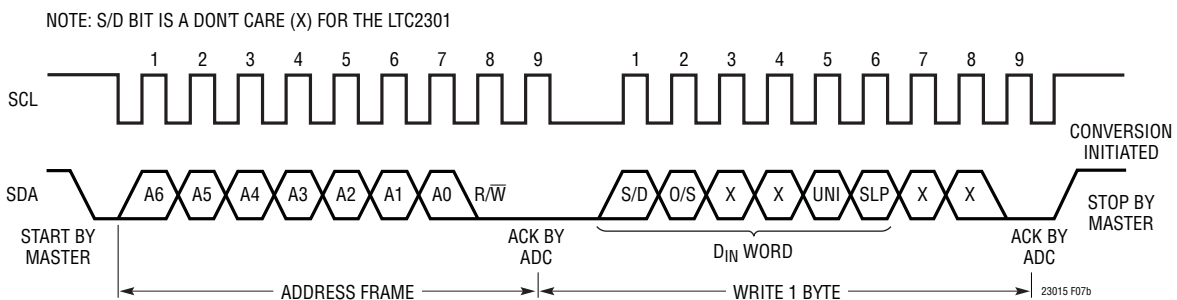 NOTE: S/D BIT IS A DON'T CARE (X) FOR THE LTC2301
1 2 3 4 5 6 7 8 9 1 2 3 4 5 6 7 8 9
SCL
CONVERSION
INITIATED
SDA A6 A5 A4 A3 A2 A1 A0 R/W̅ S/D O/S X X UNI SLP X X
START BY
MASTER
ACK BY
ADC
DIN WORD
ACK BY
ADC
STOP BY
MASTER
ADDRESS FRAME WRITE 1 BYTE 23015 F07b